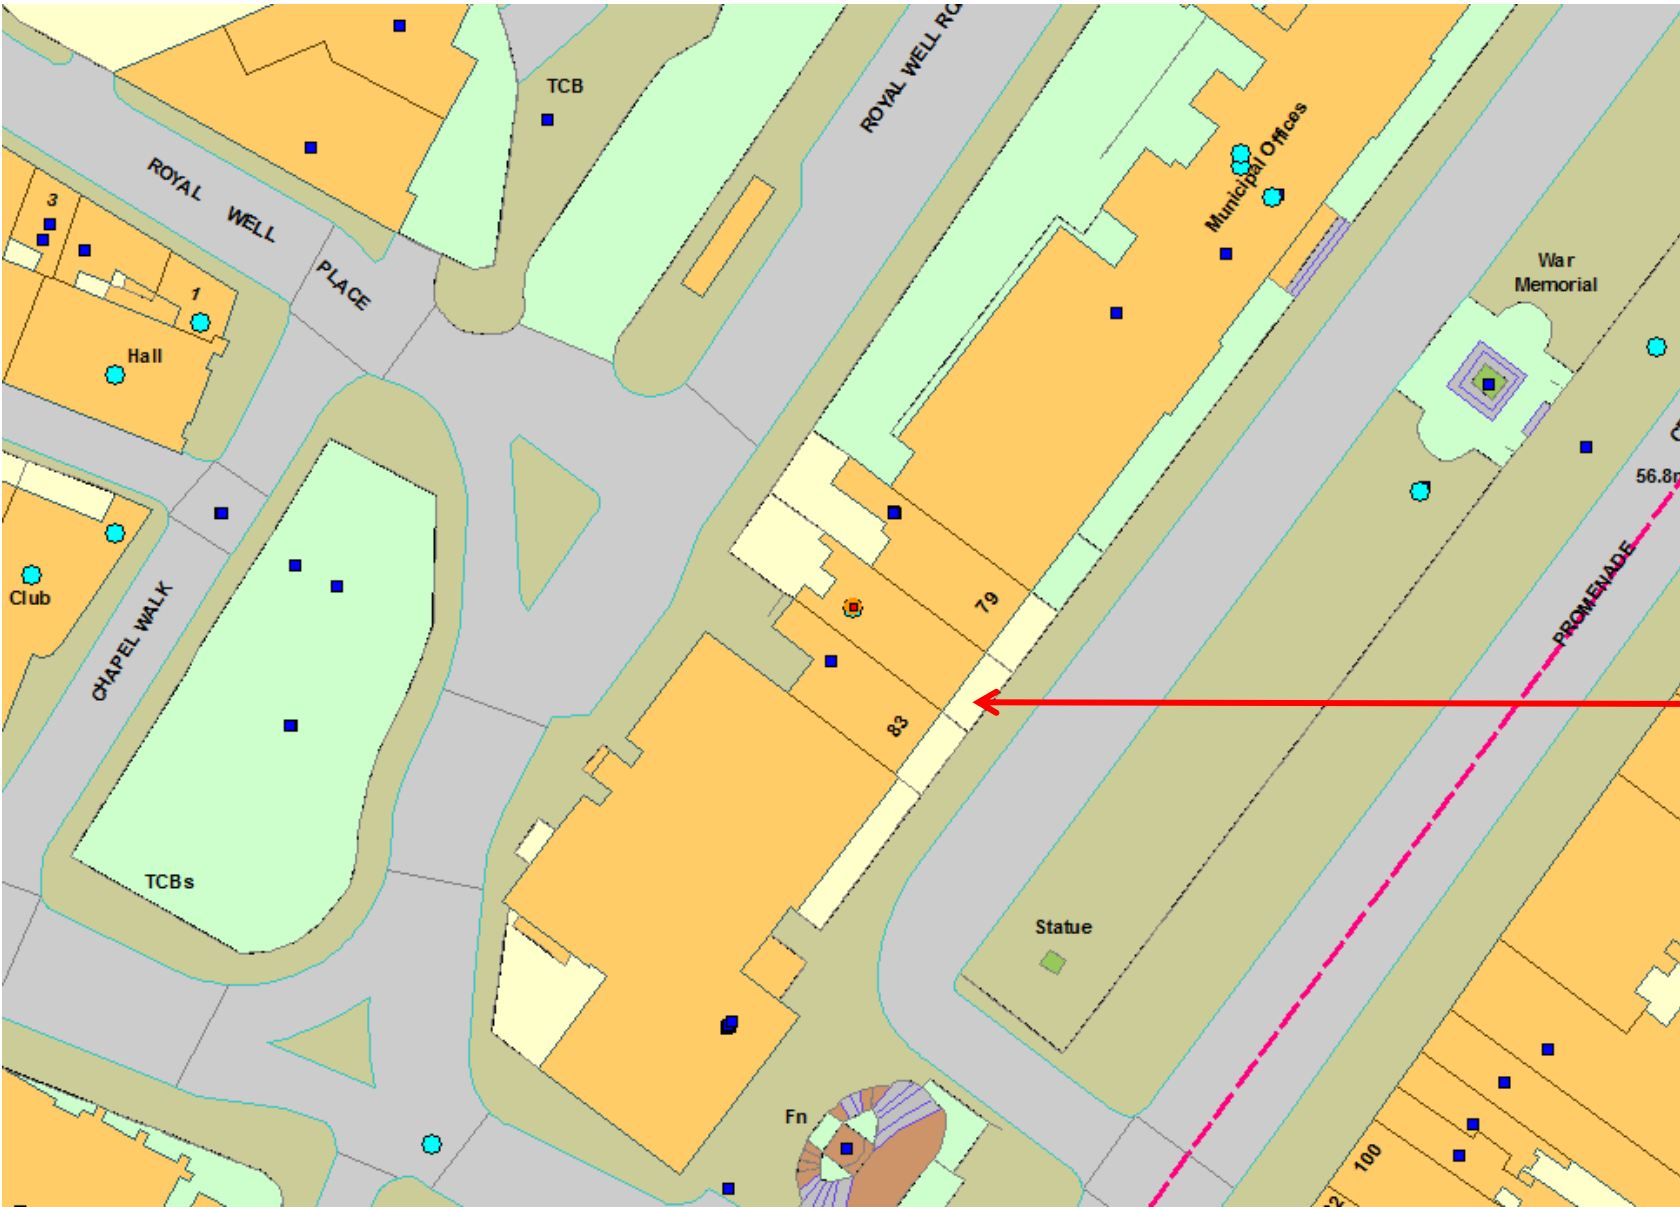 ROYAL WELL RO
TCB
Municipal Offices
ROYAL WELL
PLACE
3
1
Hall
War
Memorial
56.8m
Club
CHAPEL WALK
79
PROMENADE
83
TCBs
Statue
Fn
100